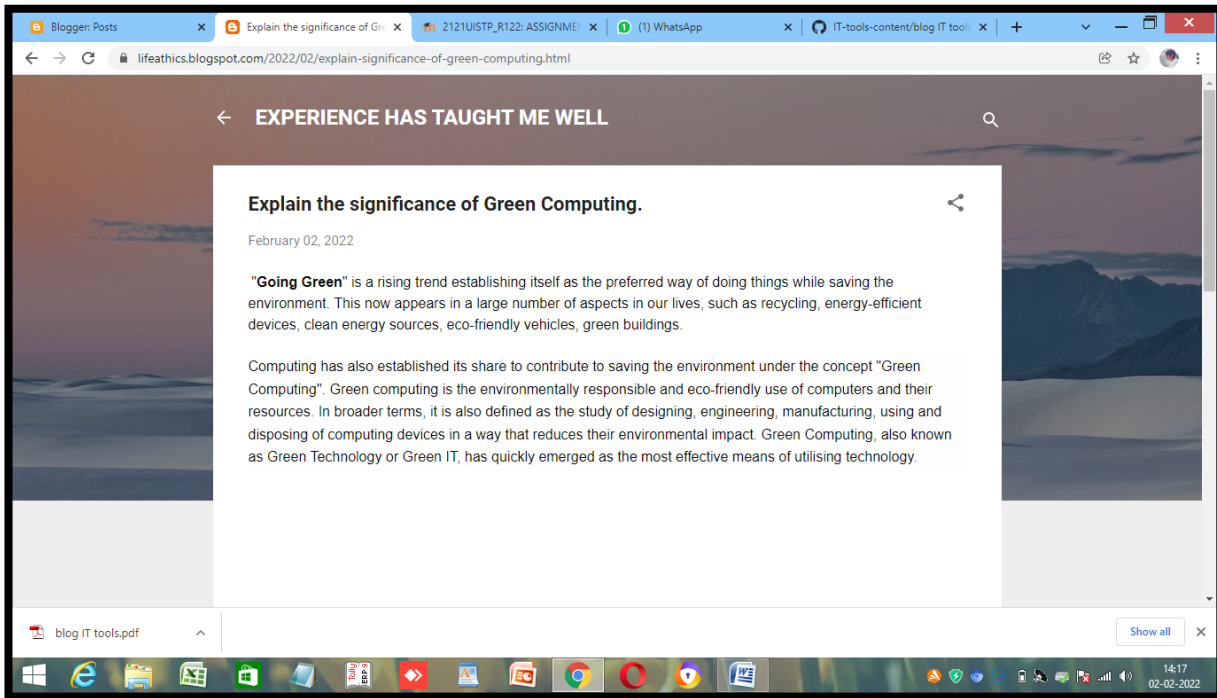 Blogger: Posts
Explain the significance of Gre
2121UISTP_R122: ASSIGNME
(1) WhatsApp
IT-tools-content/blog IT tools
lifeathics.blogspot.com/2022/02/explain-significance-of-green-computing.html
EXPERIENCE HAS TAUGHT ME WELL
Explain the significance of Green Computing.
February 02, 2022
"Going Green" is a rising trend establishing itself as the preferred way of doing things while saving the
environment. This now appears in a large number of aspects in our lives, such as recycling, energy-efficient
devices, clean energy sources, eco-friendly vehicles, green buildings.
Computing has also established its share to contribute to saving the environment under the concept "Green
Computing". Green computing is the environmentally responsible and eco-friendly use of computers and their
resources. In broader terms, it is also defined as the study of designing, engineering, manufacturing, using and
disposing of computing devices in a way that reduces their environmental impact. Green Computing, also known
as Green Technology or Green IT, has quickly emerged as the most effective means of utilising technology.
blog IT tools.pdf
Show all
Tally
ERP 9
14:17
02-02-2022